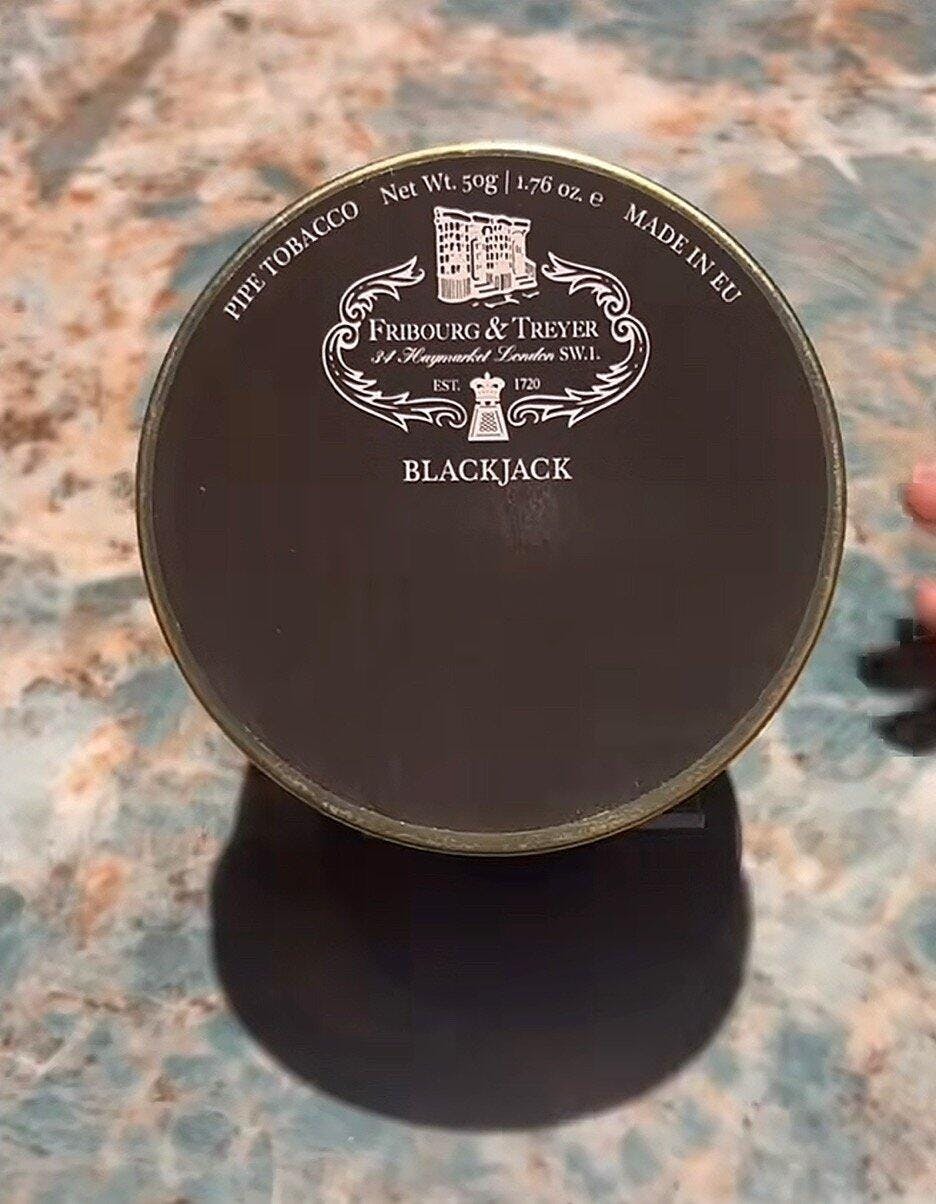 PIPE TOBACCO
Net Wt. 50g | 1.76 oz. e
MADE IN EU
FRIBOURG & TREYER
34 Haymarket London SW.1.
EST. 1720
BLACKJACK